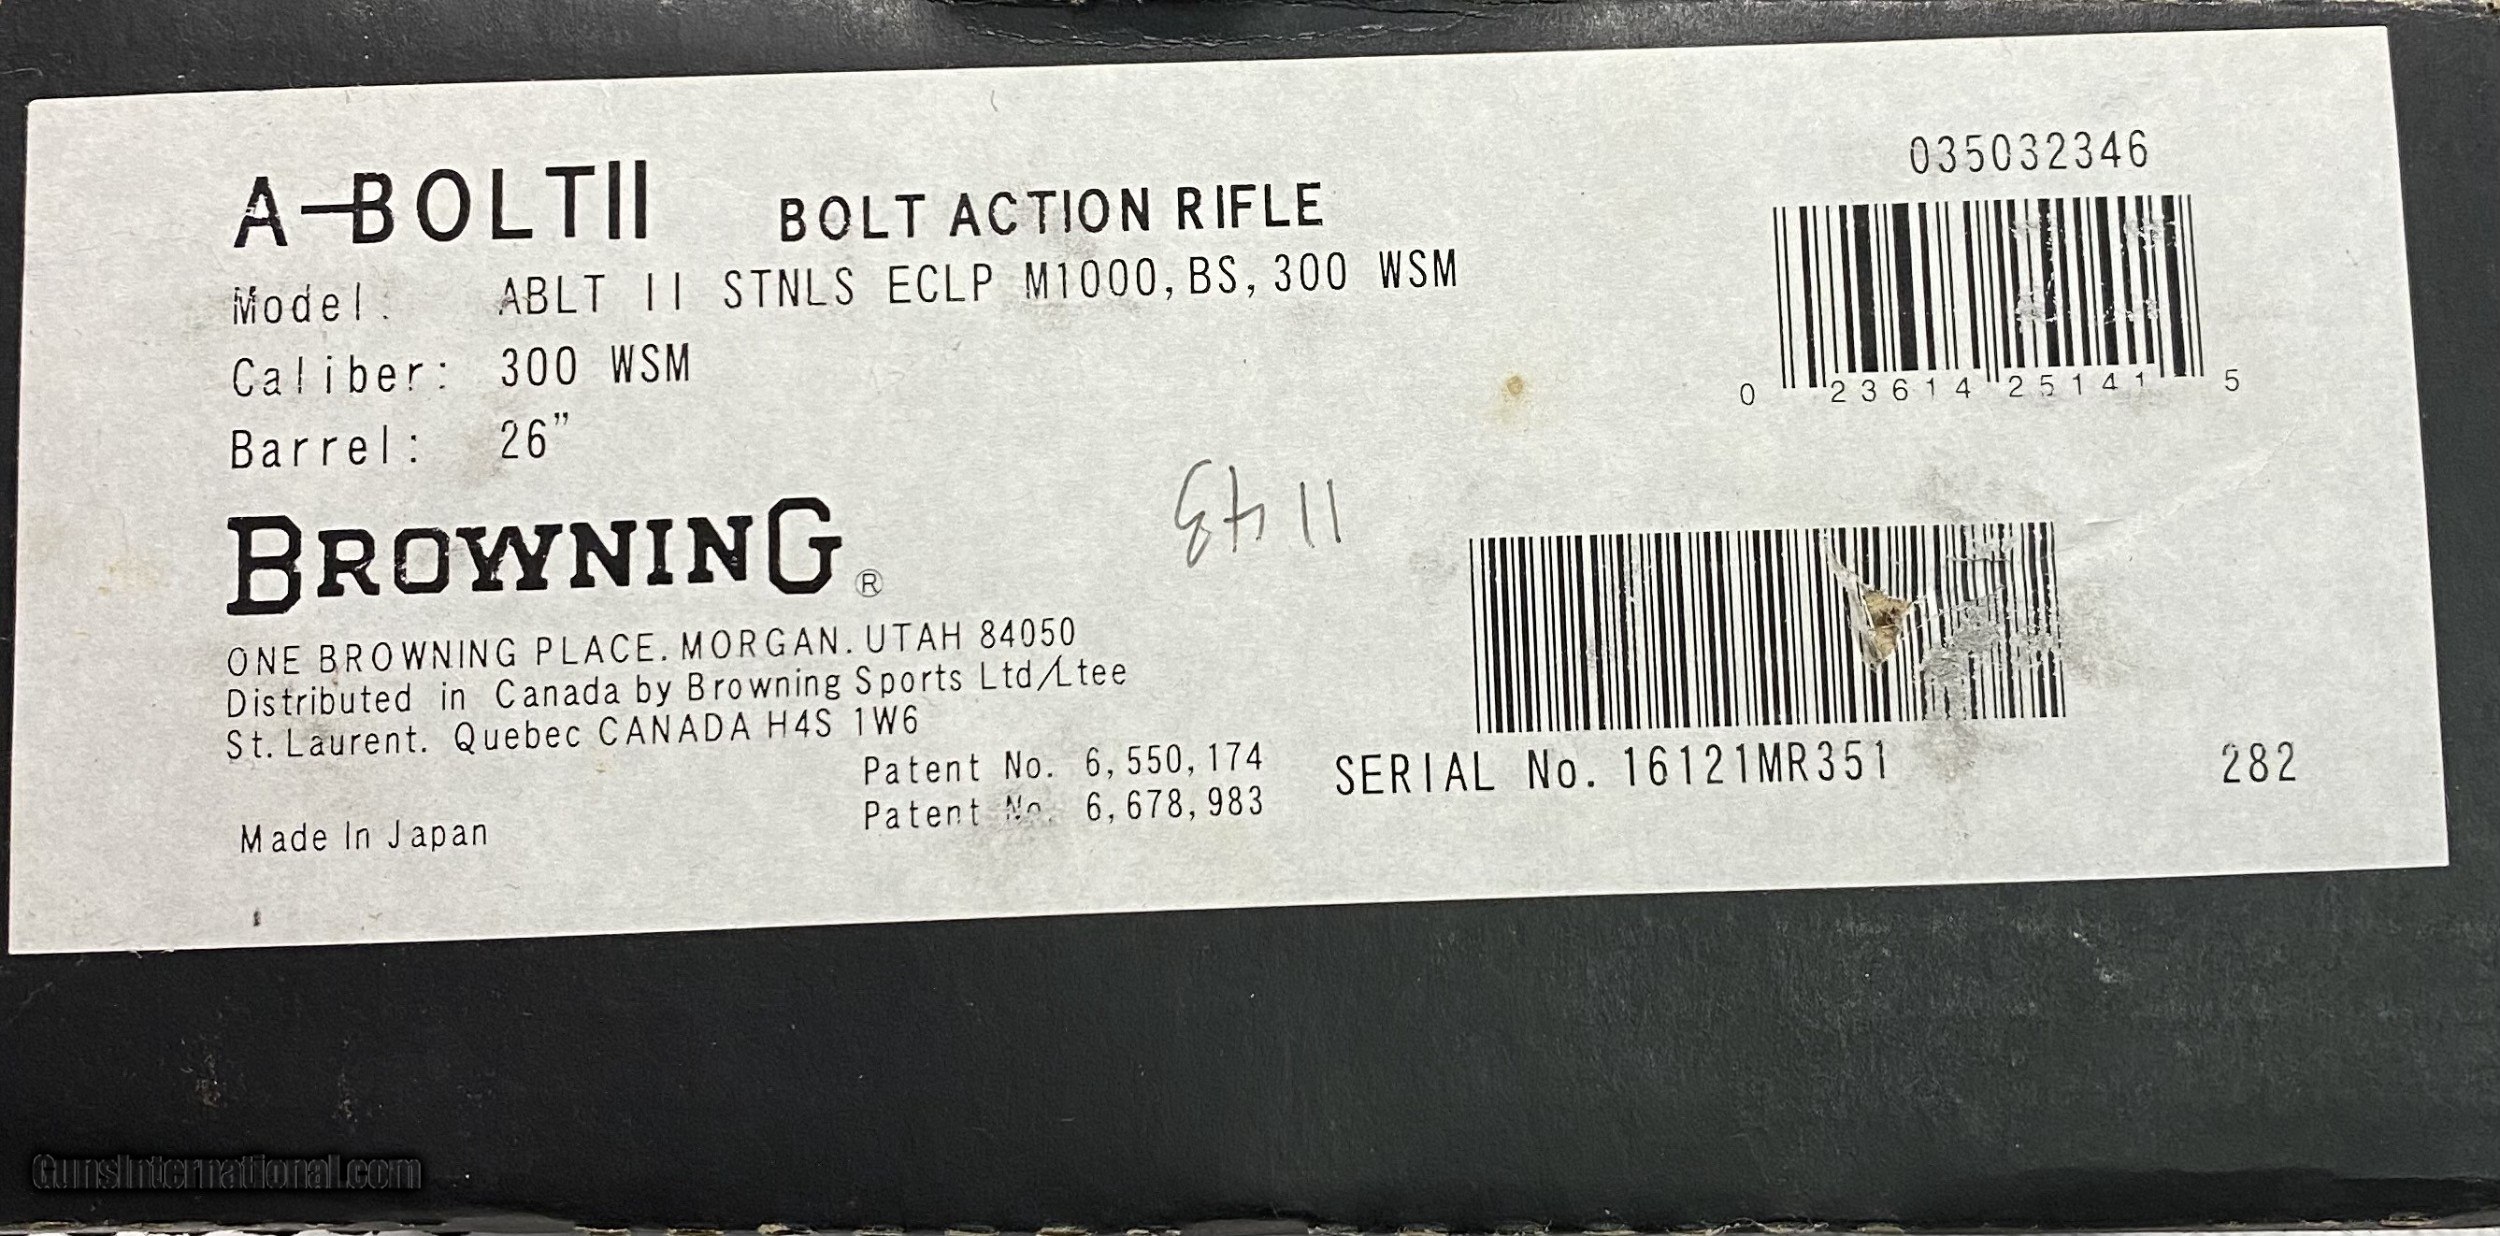 A-BOLT II BOLT ACTION RIFLE
Model: ABLT II STNLS ECLP M1000, BS, 300 WSM
Caliber: 300 WSM
Barrel: 26"
035032346
0 23614 25141 5
BROWNING®
ONE BROWNING PLACE. MORGAN. UTAH 84050
Distributed in Canada by Browning Sports Ltd/Ltee
St. Laurent. Quebec CANADA H4S 1W6
Patent No. 6,550,174
Patent No. 6,678,983
Made In Japan
SERIAL No. 16121MR351
282
GunsInternational.com